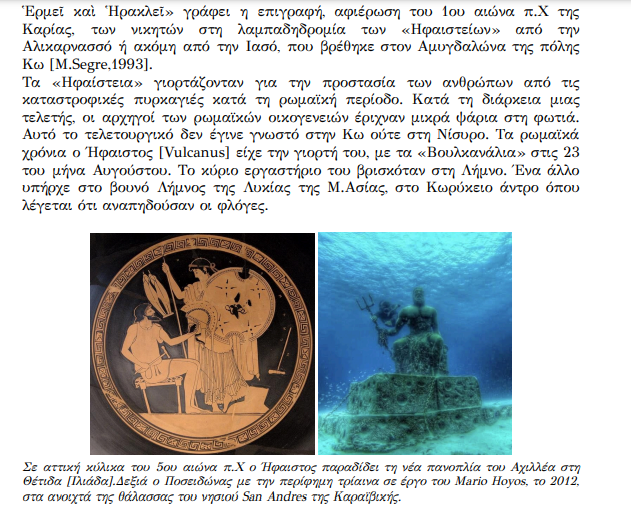 Ἑρμεῖ καὶ Ἡρακλεῖ» γράφει η επιγραφή, αφιέρωση του 1ου αιώνα π.Χ της
Καρίας, των νικητών στη λαμπαδηδρομία των «Ηφαιστείων» από την
Αλικαρνασσό ή ακόμη από την Ιασό, που βρέθηκε στον Αμυγδαλώνα της πόλης
Κω [M.Segre,1993].
Τα «Ηφαίστεια» γιορτάζονταν για την προστασία των ανθρώπων από τις
καταστροφικές πυρκαγιές κατά τη ρωμαϊκή περίοδο. Κατά τη διάρκεια μιας
τελετής, οι αρχηγοί των ρωμαϊκών οικογενειών έριχναν μικρά ψάρια στη φωτιά.
Αυτό το τελετουργικό δεν έγινε γνωστό στην Κω ούτε στη Νίσυρο. Τα ρωμαϊκά
χρόνια ο Ήφαιστος [Vulcanus] είχε την γιορτή του, με τα «Βουλκανάλια» στις 23
του μήνα Αυγούστου. Το κύριο εργαστήριο του βρισκόταν στη Λήμνο. Ένα άλλο
υπήρχε στο βουνό Λήμνος της Λυκίας της Μ.Ασίας, στο Κωρύκειο άντρο όπου
λέγεται ότι αναπηδούσαν οι φλόγες.
Σε αττική κύλικα του 5ου αιώνα π.Χ ο Ήφαιστος παραδίδει τη νέα πανοπλία του Αχιλλέα στη
Θέτιδα [Ιλιάδα].Δεξιά ο Ποσειδώνας με την περίφημη τρίαινα σε έργο του Mario Hoyos, το 2012,
στα ανοιχτά της θάλασσας του νησιού San Andres της Καραϊβικής.